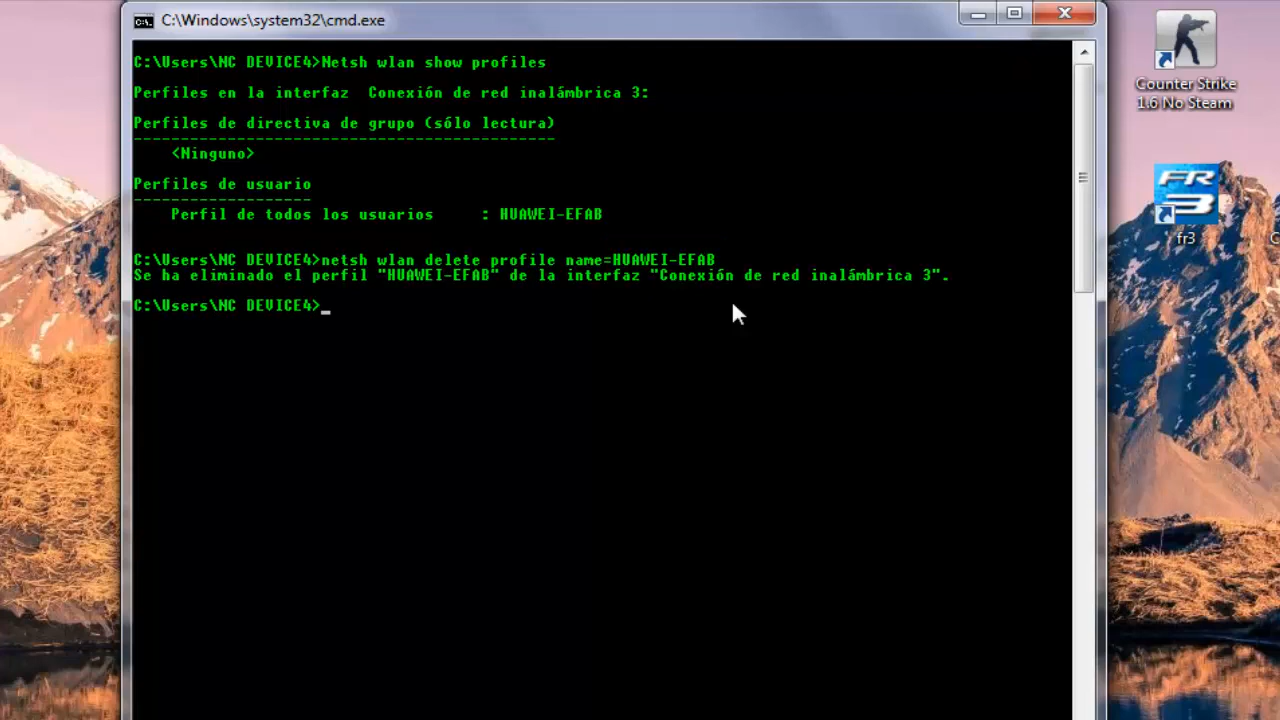 C:\Windows\system32\cmd.exe
C:\Users\NC DEVICE4>Netsh wlan show profiles
Perfiles en la interfaz  Conexión de red inalámbrica 3:
Perfiles de directiva de grupo (sólo lectura)
---------------------------------------------
<Ninguno>
Perfiles de usuario
-------------------
Perfil de todos los usuarios     : HUAWEI-EFAB
C:\Users\NC DEVICE4>netsh wlan delete profile name=HUAWEI-EFAB
Se ha eliminado el perfil "HUAWEI-EFAB" de la interfaz "Conexión de red inalámbrica 3".
C:\Users\NC DEVICE4>_
Counter Strike
1.6 No Steam
FR
3
fr3
C